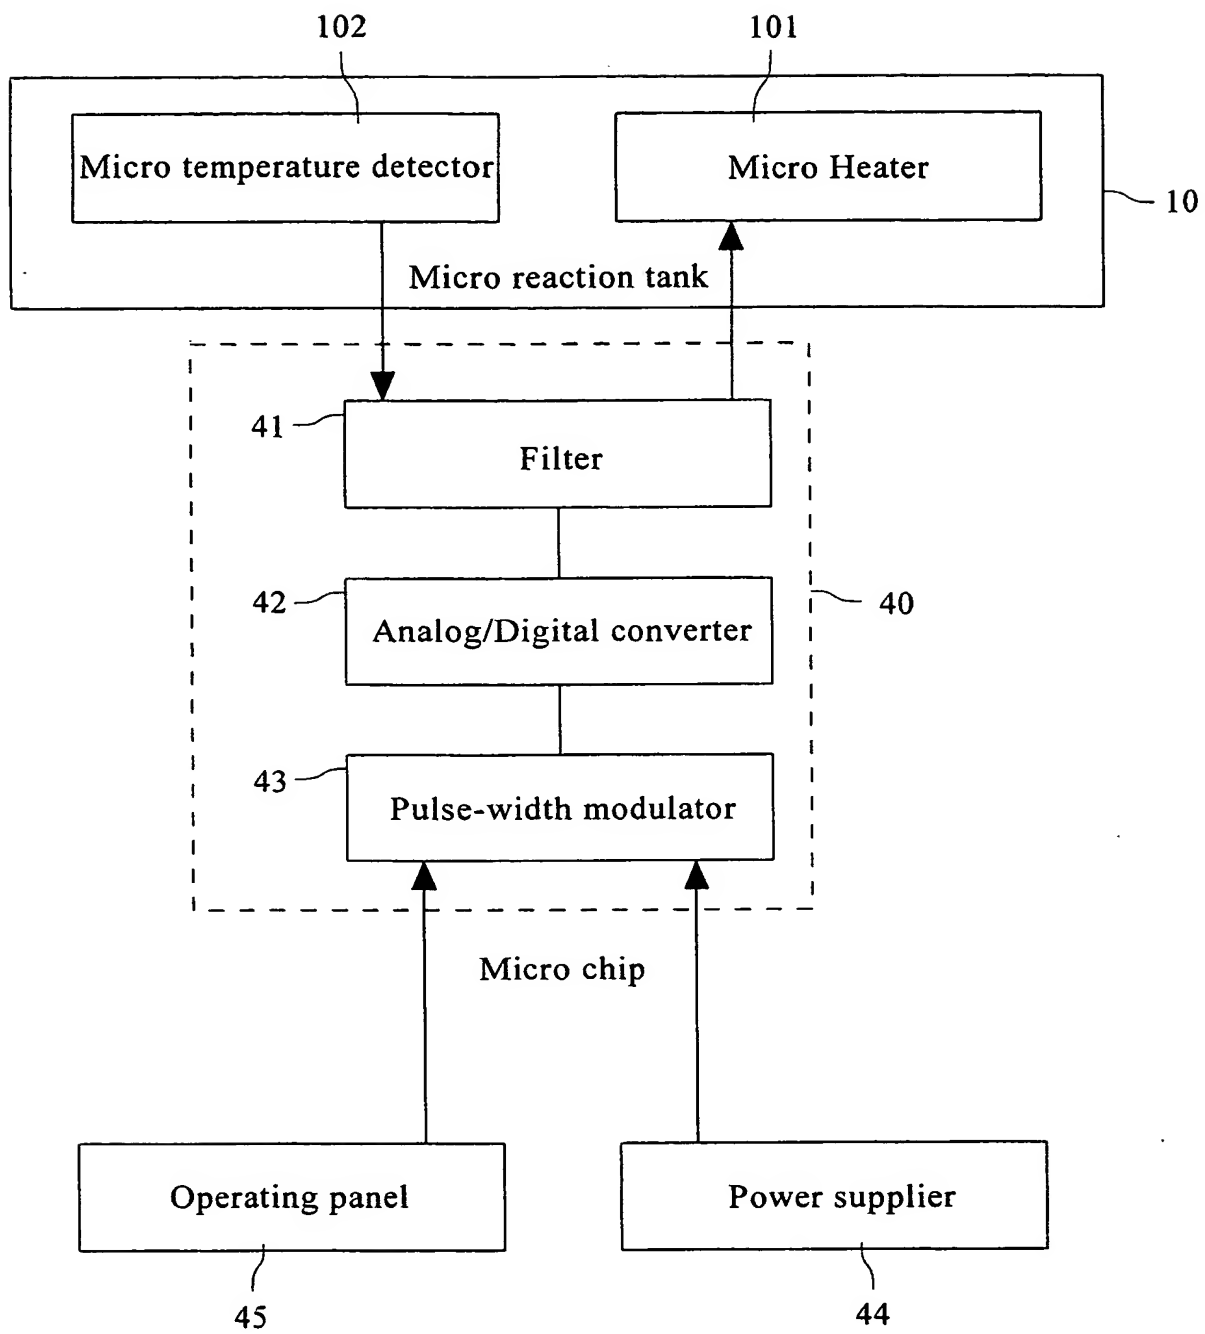 102
101
Micro temperature detector
Micro Heater
10
Micro reaction tank
41
Filter
42
Analog/Digital converter
40
43
Pulse-width modulator
Micro chip
Operating panel
Power supplier
45
44